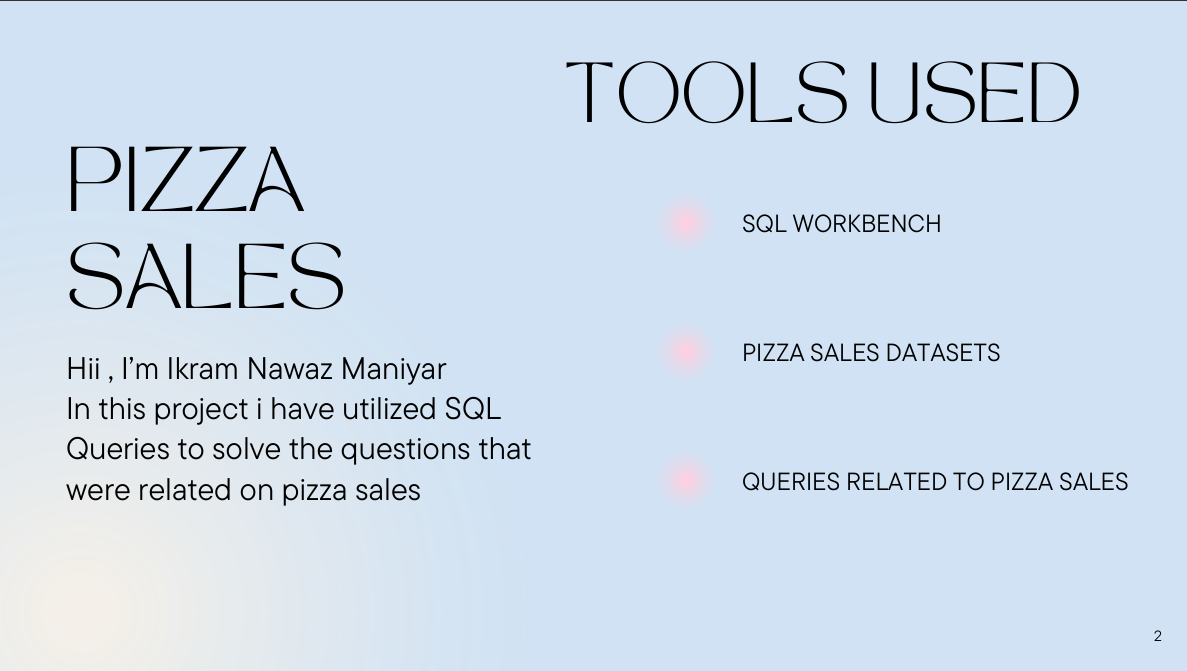 PIZZA
SALES
Hii , I’m Ikram Nawaz Maniyar
In this project i have utilized SQL
Queries to solve the questions that
were related on pizza sales
TOOLS USED
SQL WORKBENCH
PIZZA SALES DATASETS
QUERIES RELATED TO PIZZA SALES
2